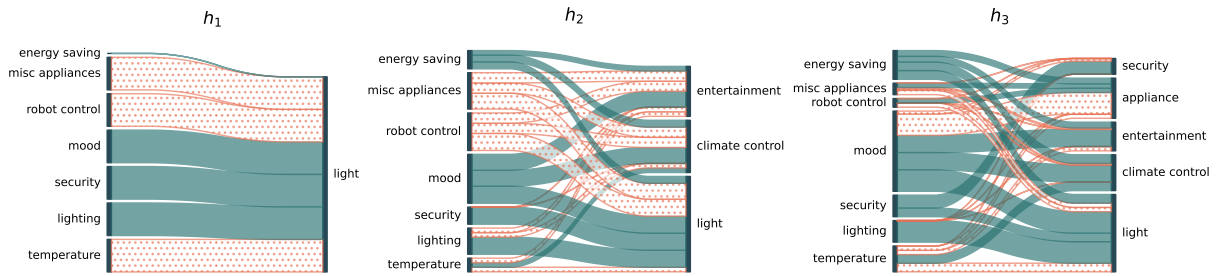 h1
energy saving
misc appliances
robot control
mood
security
lighting
temperature
light
h2
energy saving
misc appliances
robot control
mood
security
lighting
temperature
entertainment
climate control
light
h3
energy saving
misc appliances
robot control
mood
security
lighting
temperature
security
appliance
entertainment
climate control
light